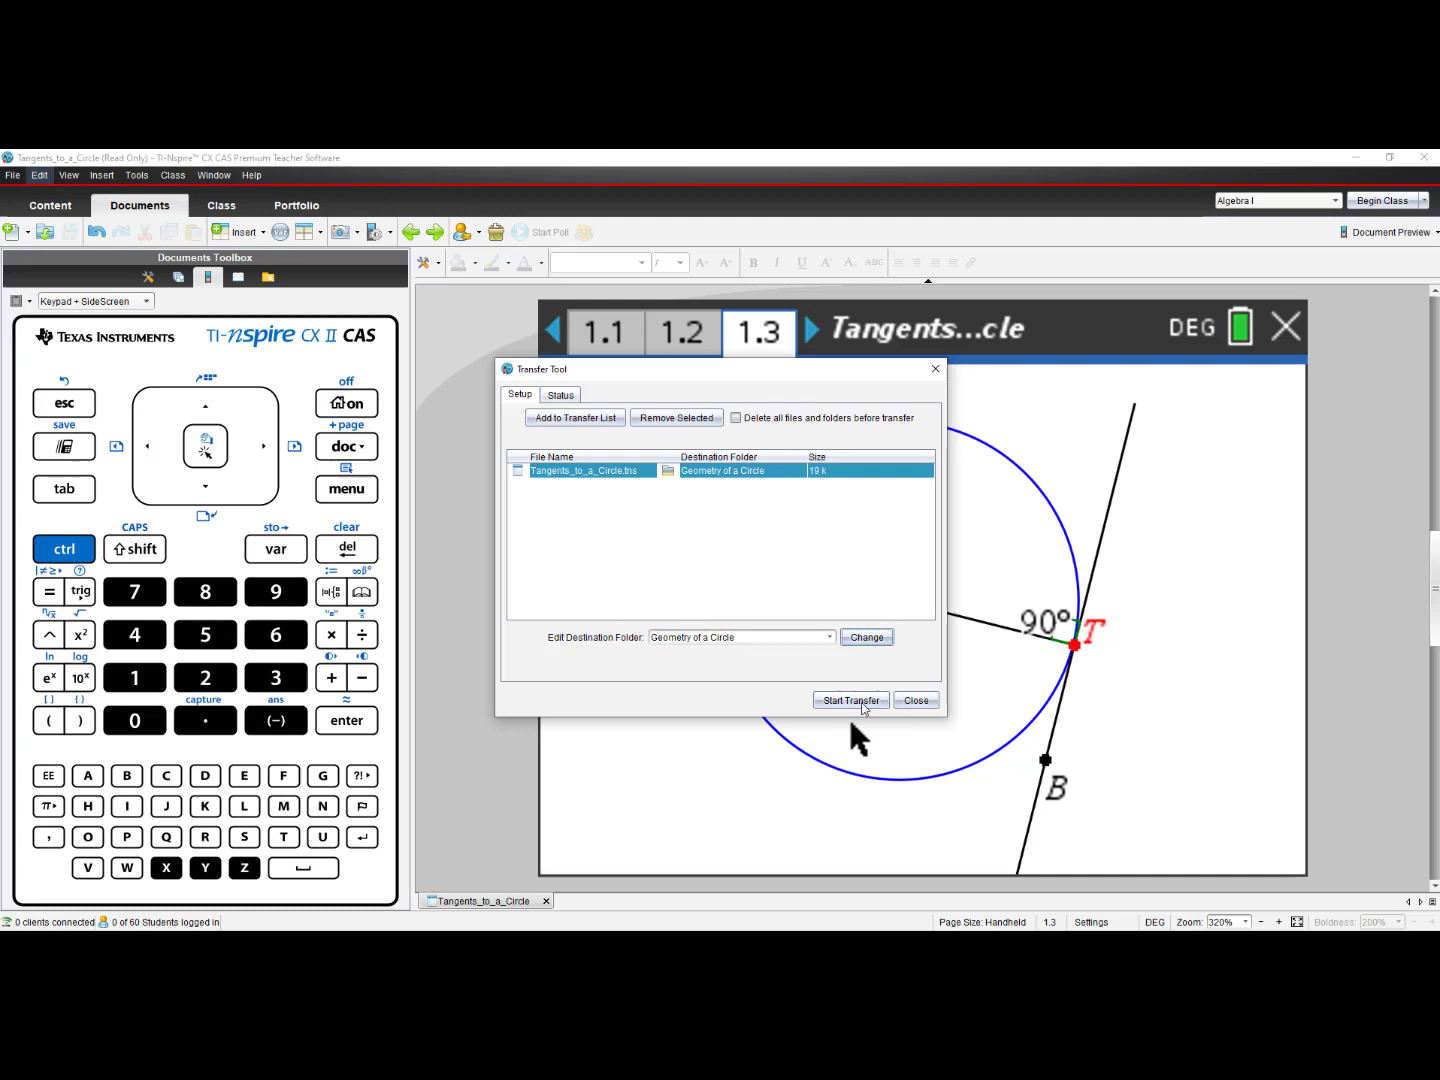 Tangents_to_a_Circle (Read Only) - TI-Nspire™ CX CAS Premium Teacher Software
File Edit View Insert Tools Class Window Help
Content Documents Class Portfolio
Algebra I Begin Class
Insert Start Poll Document Preview
Documents Toolbox
Keypad + SideScreen
7 B I U A A ABC
TEXAS INSTRUMENTS TI-nspire CX II CAS
1.1 1.2 1.3 Tangents...cle DEG
off
esc on
save + page
doc
tab menu
CAPS sto→ clear
ctrl shift var del
= trig 7 8 9
^ x² 4 5 6 × ÷
ln log
eˣ 10ˣ 1 2 3 + −
[ ] { } capture ans ≈
( ) 0 . (−) enter
EE A B C D E F G ?!▸
π▸ H I J K L M N
, O P Q R S T U
V W X Y Z
Transfer Tool
Setup Status
Add to Transfer List Remove Selected Delete all files and folders before transfer
File Name Destination Folder Size
Tangents_to_a_Circle.tns Geometry of a Circle 19 k
Edit Destination Folder: Geometry of a Circle Change
Start Transfer Close
90° T
B
Tangents_to_a_Circle
0 clients connected 0 of 60 Students logged in
Page Size: Handheld 1.3 Settings DEG Zoom: 320% − + Boldness: 200% − +